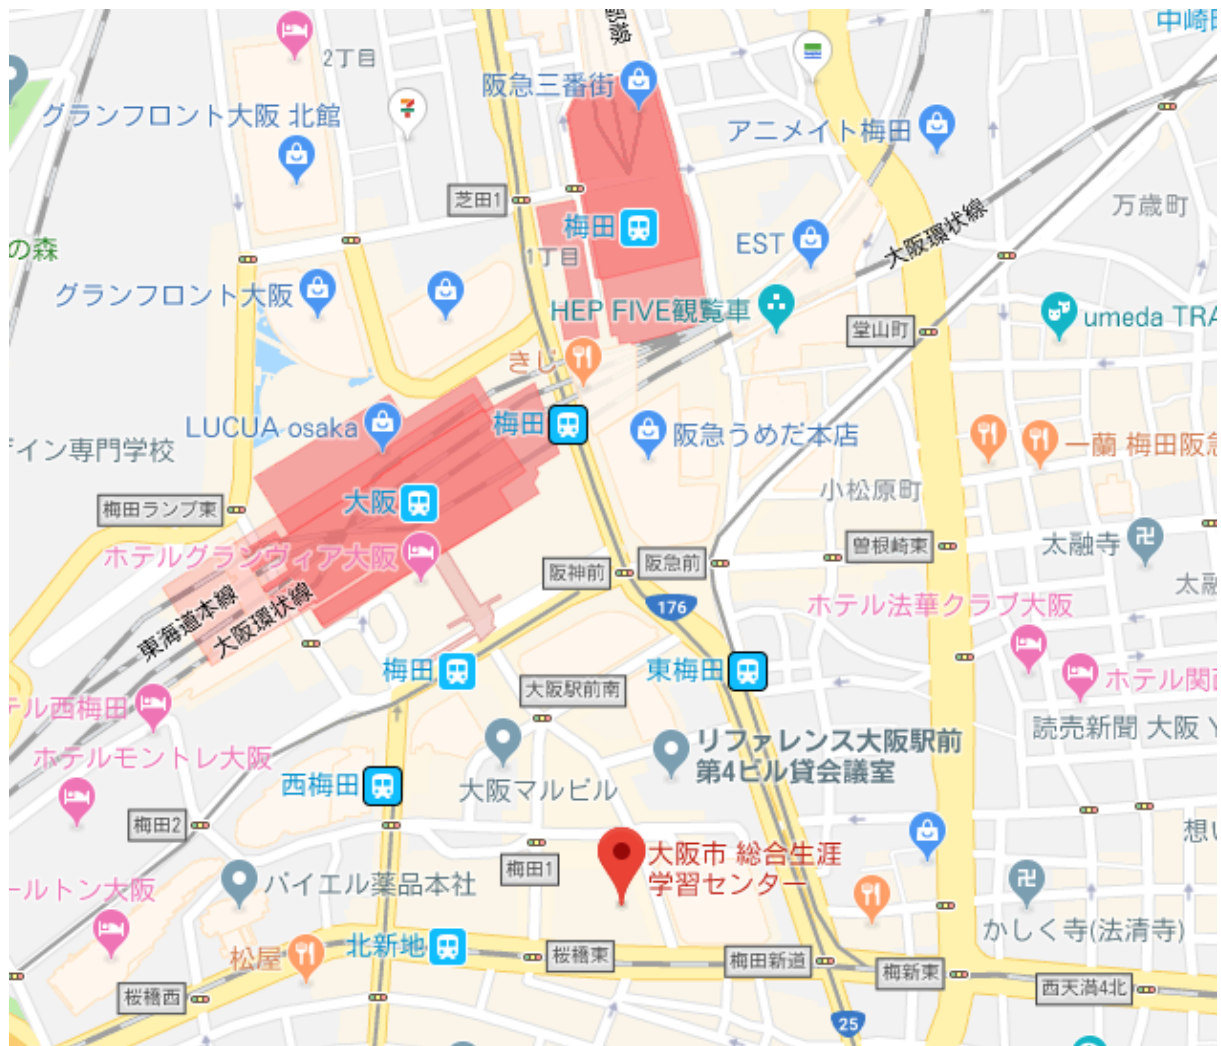 中崎
2丁目
阪急三番街
グランフロント大阪 北館
アニメイト梅田
芝田1
万歳町
梅田
大阪環状線
の森
1丁目
EST
グランフロント大阪
HEP FIVE観覧車
umeda TRA
堂山町
きじ
LUCUA osaka
梅田
阪急うめだ本店
イン専門学校
一蘭 梅田阪急
大阪
小松原町
梅田ランプ東
ホテルグランヴィア大阪
阪神前
阪急前
曽根崎東
太融寺
太融
176
ホテル法華クラブ大阪
東海道本線
大阪環状線
梅田
大阪駅前南
東梅田
ホテル関西
テル西梅田
読売新聞 大阪
リファレンス大阪駅前
第4ビル貸会議室
ホテルモントレ大阪
西梅田
大阪マルビル
梅田2
想い
梅田1
大阪市 総合生涯
学習センター
バイエル薬品本社
ールトン大阪
かしく寺(法清寺)
松屋
北新地
桜橋東
梅田新道
梅新東
桜橋西
西天満4北
25